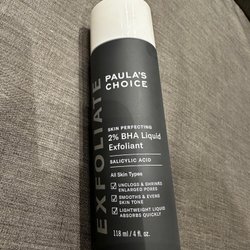 EXFOLIATE
PAULA'S
CHOICE
SKIN PERFECTING
2% BHA Liquid
Exfoliant
SALICYLIC ACID
All Skin Types
UNCLOGS & SHRINKS
ENLARGED PORES
SMOOTHS & EVENS
SKIN TONE
LIGHTWEIGHT LIQUID
ABSORBS QUICKLY
118 ml / 4 fl. oz.